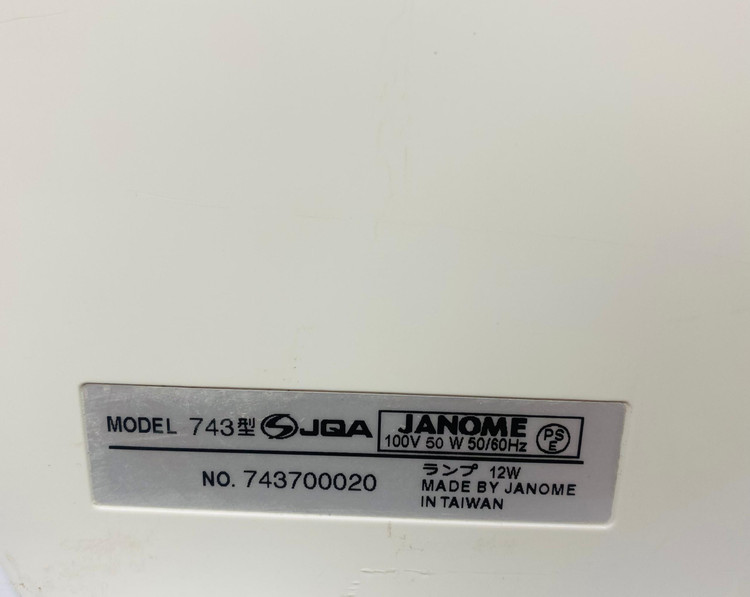 MODEL 743型 JQA JANOME
100V 50 W 50/60Hz PSE
NO. 743700020
ランプ 12W
MADE BY JANOME
IN TAIWAN